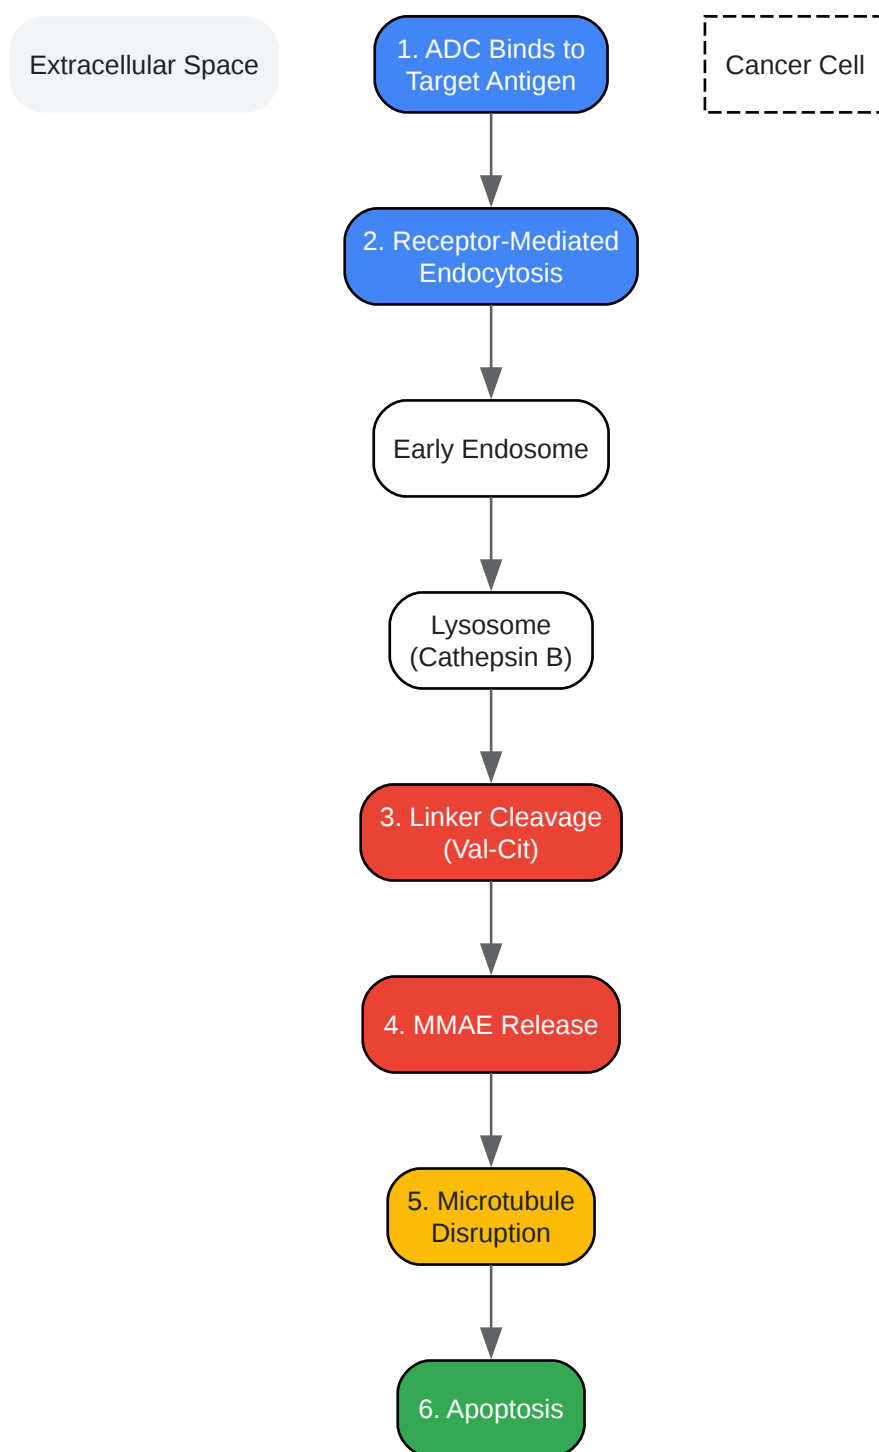 Extracellular Space
1. ADC Binds to
Target Antigen
Cancer Cell
2. Receptor-Mediated
Endocytosis
Early Endosome
Lysosome
(Cathepsin B)
3. Linker Cleavage
(Val-Cit)
4. MMAE Release
5. Microtubule
Disruption
6. Apoptosis